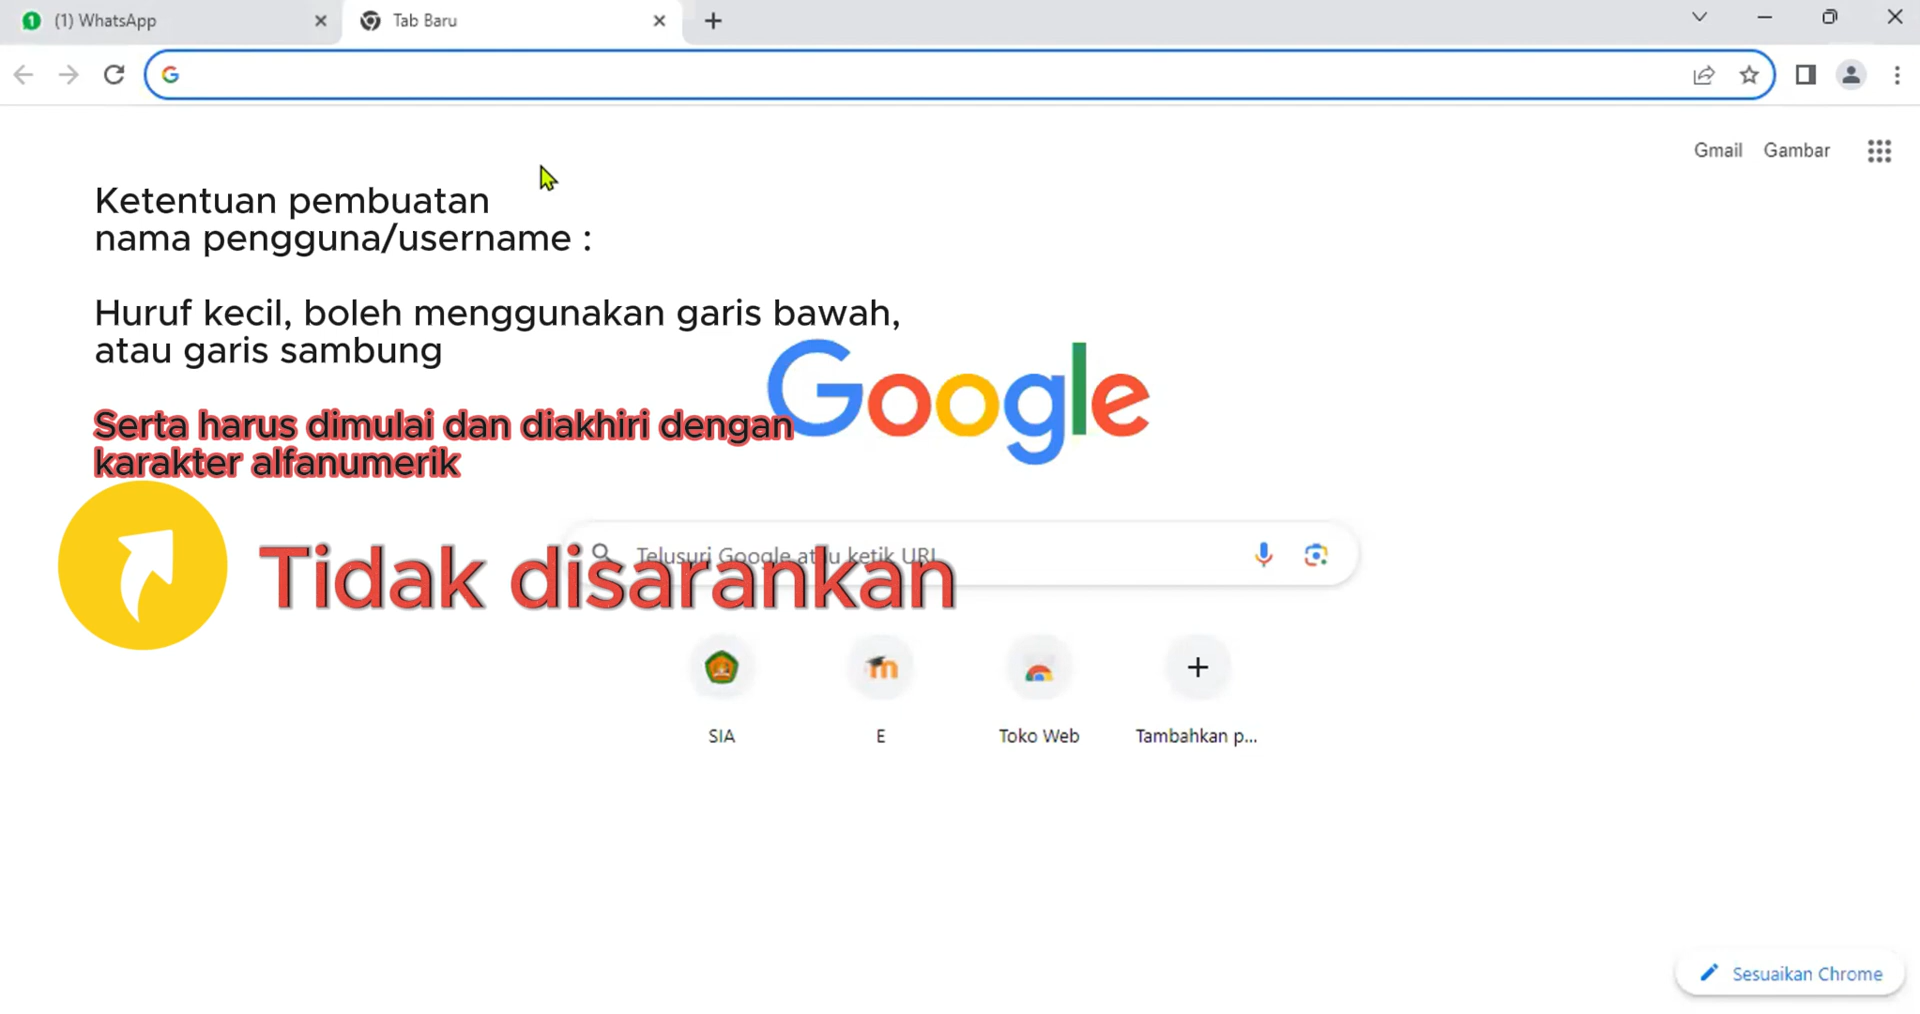 (1) WhatsApp
Tab Baru
Gmail Gambar
Ketentuan pembuatan
nama pengguna/username :
Huruf kecil, boleh menggunakan garis bawah,
atau garis sambung
Google
Serta harus dimulai dan diakhiri dengan
karakter alfanumerik
Telusuri Google atau ketik URL
Tidak disarankan
SIA
E
Toko Web
Tambahkan p...
Sesuaikan Chrome